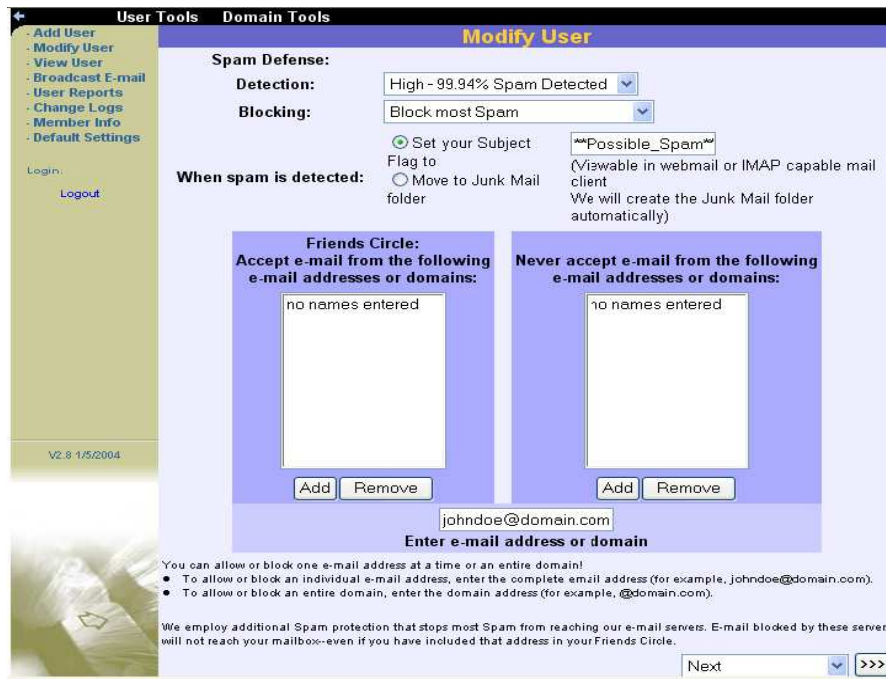 User Tools Domain Tools
- Add User
- Modify User
- View User
- Broadcast E-mail
- User Reports
- Change Logs
- Member Info
- Default Settings
Login:
Logout
V2.8 1/5/2004
Modify User
Spam Defense:
Detection: High - 99.94% Spam Detected
Blocking: Block most Spam
When spam is detected:
Set your Subject
Flag to
Move to Junk Mail
folder
**Possible_Spam**
(Viewable in webmail or IMAP capable mail
client
We will create the Junk Mail folder
automatically)
Friends Circle:
Accept e-mail from the following
e-mail addresses or domains:
no names entered
Add Remove
Never accept e-mail from the following
e-mail addresses or domains:
no names entered
Add Remove
johndoe@domain.com
Enter e-mail address or domain
You can allow or block one e-mail address at a time or an entire domain!
● To allow or block an individual e-mail address, enter the complete email address (for example, johndoe@domain.com).
● To allow or block an entire domain, enter the domain address (for example, @domain.com).
We employ additional Spam protection that stops most Spam from reaching our e-mail servers. E-mail blocked by these server
will not reach your mailbox--even if you have included that address in your Friends Circle.
Next >>>